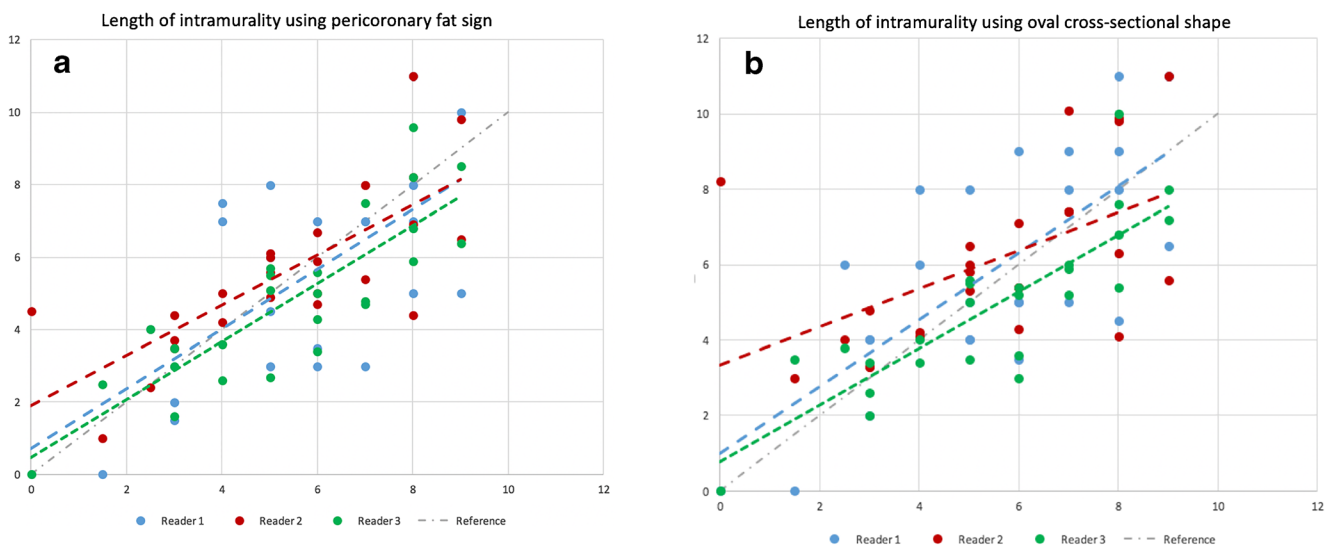 Length of intramurality using pericoronary fat sign
a
12
10
8
6
4
2
0
0 2 4 6 8 10 12
Reader 1 Reader 2 Reader 3 Reference
Length of intramurality using oval cross-sectional shape
b
12
10
8
6
4
2
0
0 2 4 6 8 10 12
Reader 1 Reader 2 Reader 3 Reference